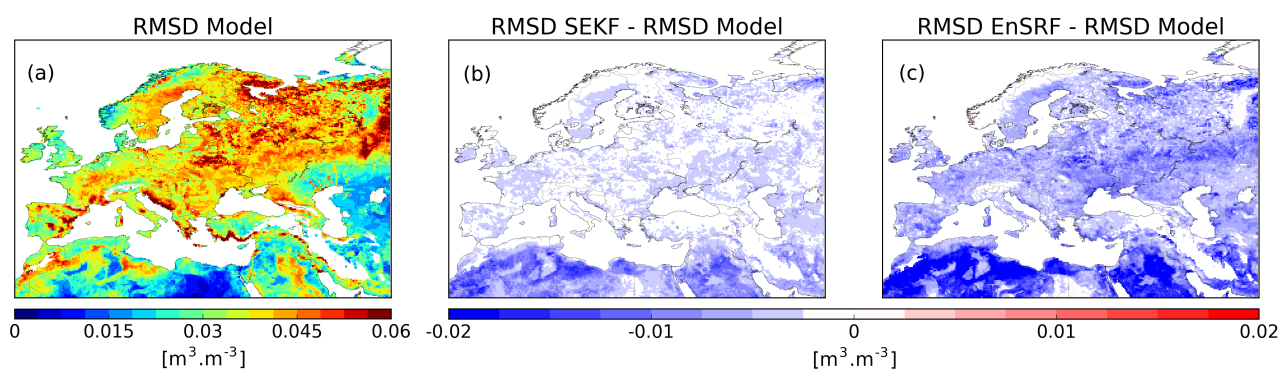 RMSD Model
RMSD SEKF - RMSD Model
RMSD EnSRF - RMSD Model
(a)
(b)
(c)
0 0.015 0.03 0.045 0.06
-0.02 -0.01 0 0.01 0.02
[m³.m⁻³]
[m³.m⁻³]